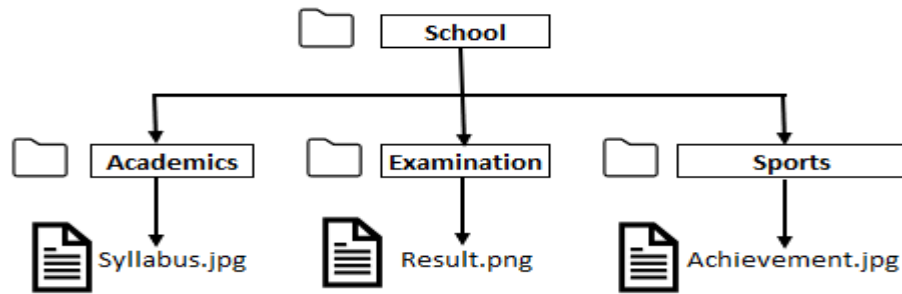 School
Academics
Examination
Sports
Syllabus.jpg
Result.png
Achievement.jpg